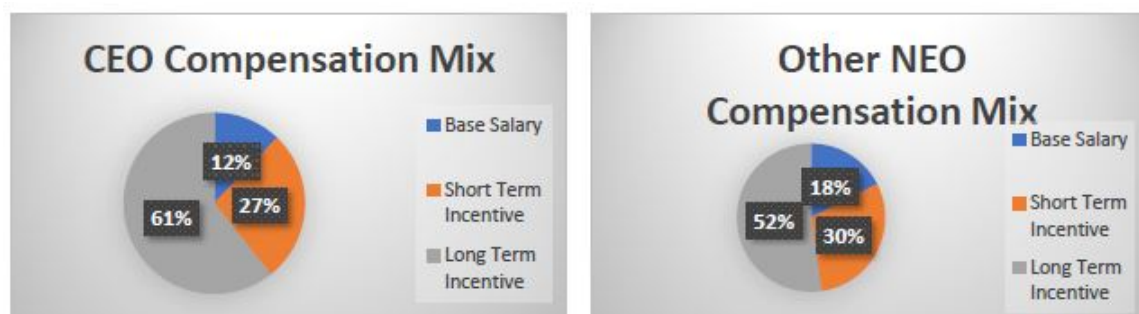 CEO Compensation Mix
12%
27%
61%
Base Salary
Short Term
Incentive
Long Term
Incentive
Other NEO
Compensation Mix
18%
30%
52%
Base Salary
Short Term
Incentive
Long Term
Incentive